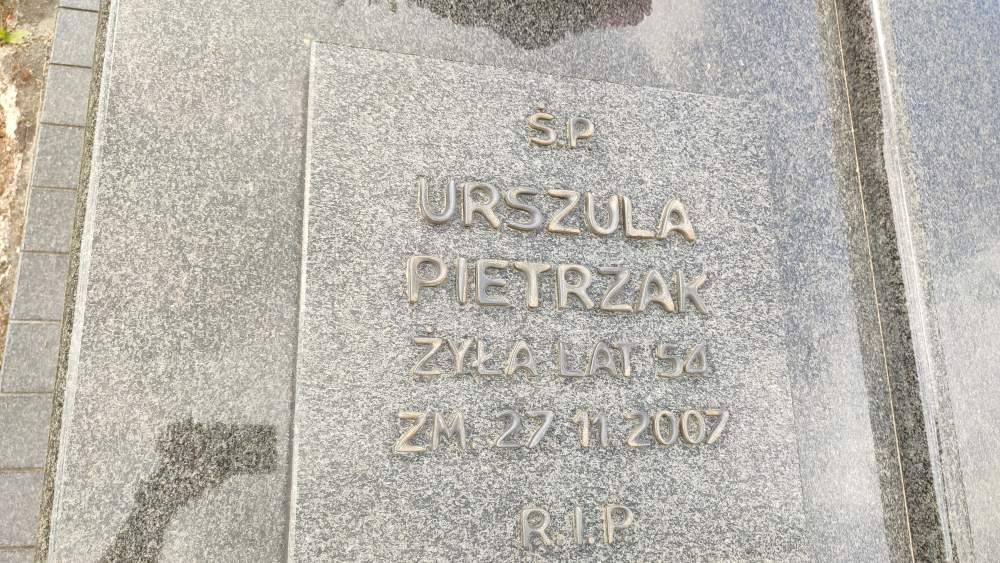 Ś.P
URSZULA
PIETRZAK
ŻYŁA LAT 54
ZM. 27 11 2007
R.I.P